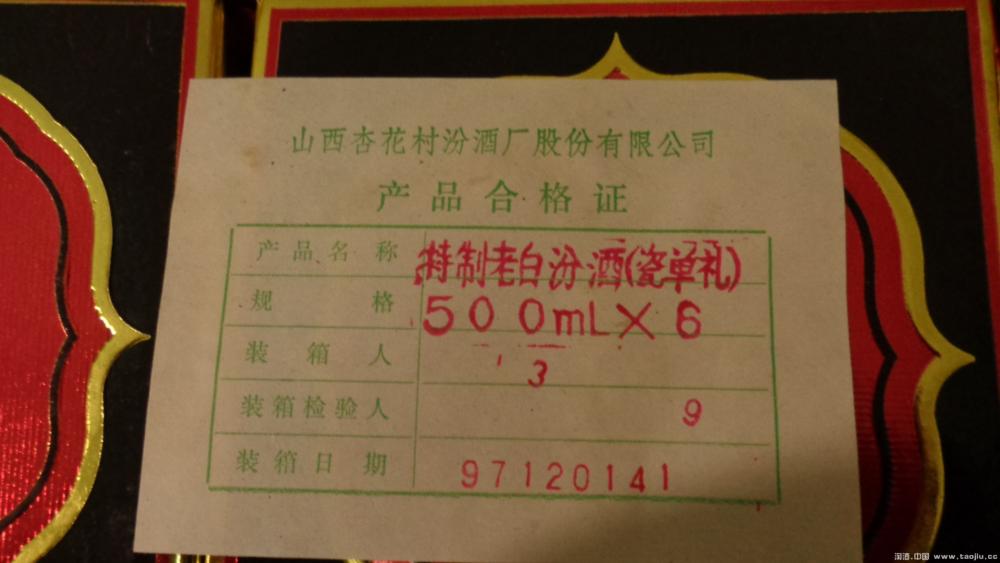 山西杏花村汾酒厂股份有限公司
产品合格证
产品名称 特制老白汾酒(瓷单礼)
规格 500mL×6
装箱人 3
装箱检验人 9
装箱日期 97120141
淘酒.中国 www.taojiu.cc